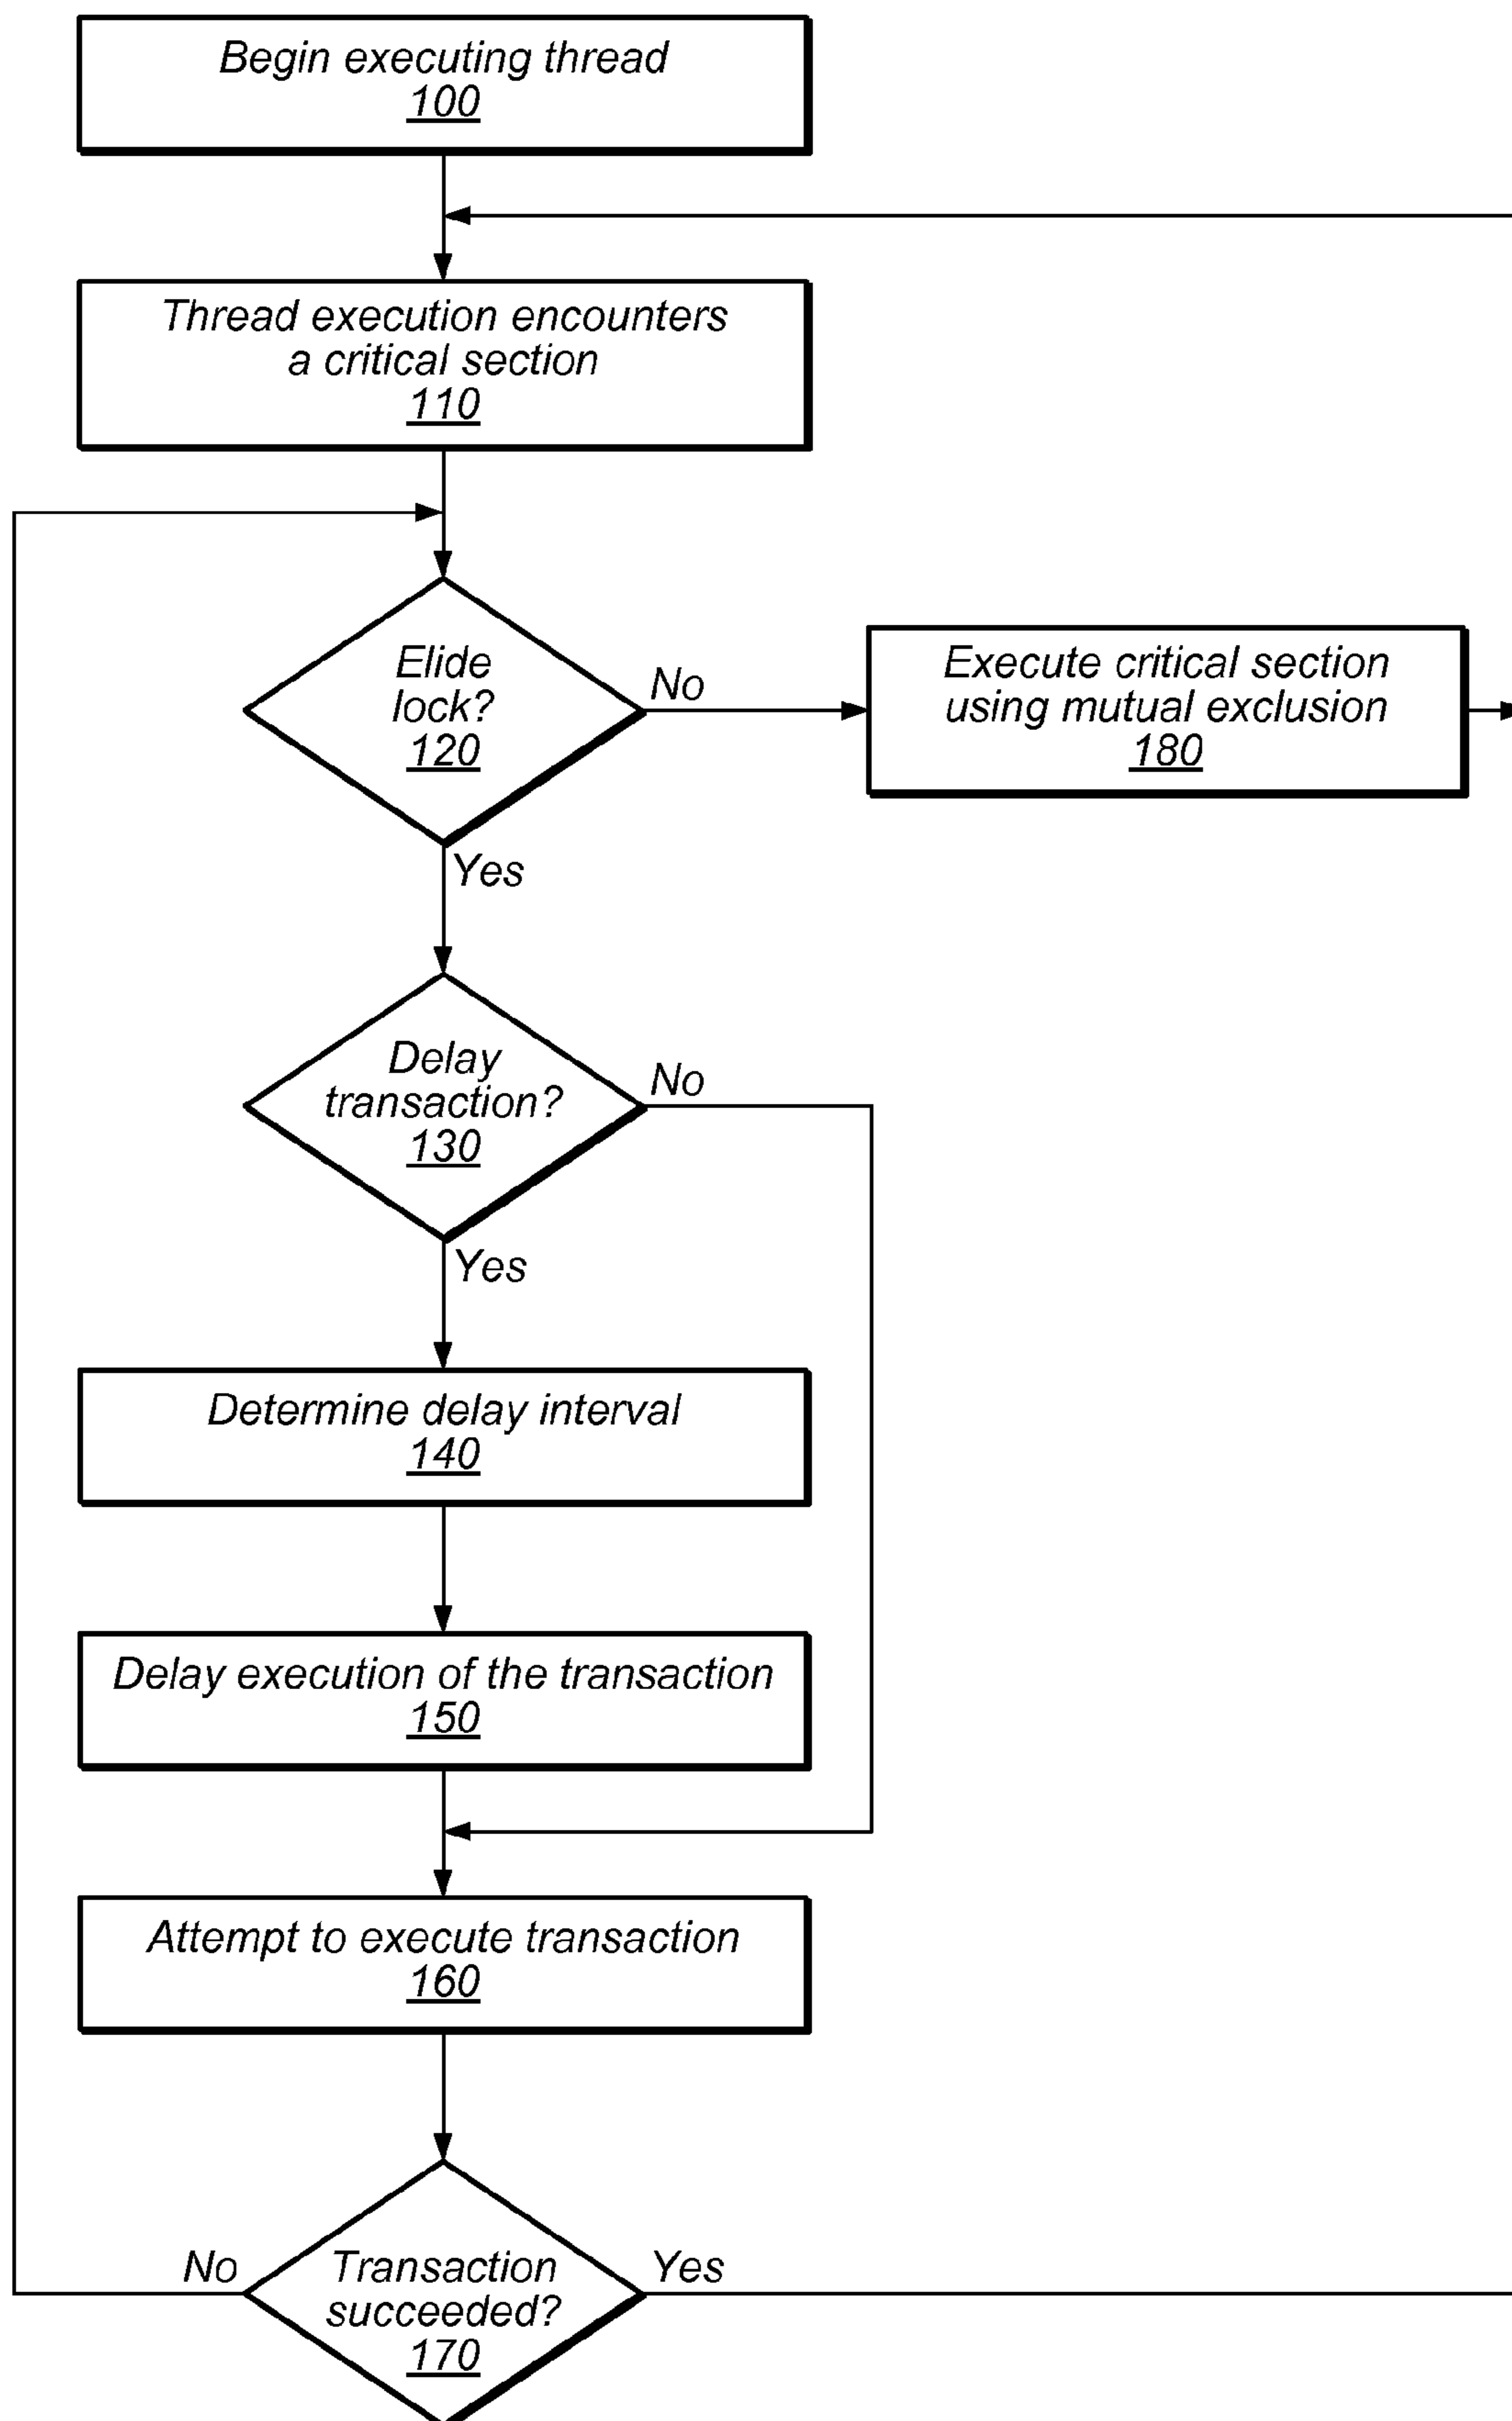 Begin executing thread
100
Thread execution encounters
a critical section
110
Elide
lock?
120
No
Execute critical section
using mutual exclusion
180
Yes
Delay
transaction?
130
No
Yes
Determine delay interval
140
Delay execution of the transaction
150
Attempt to execute transaction
160
No
Transaction
succeeded?
170
Yes